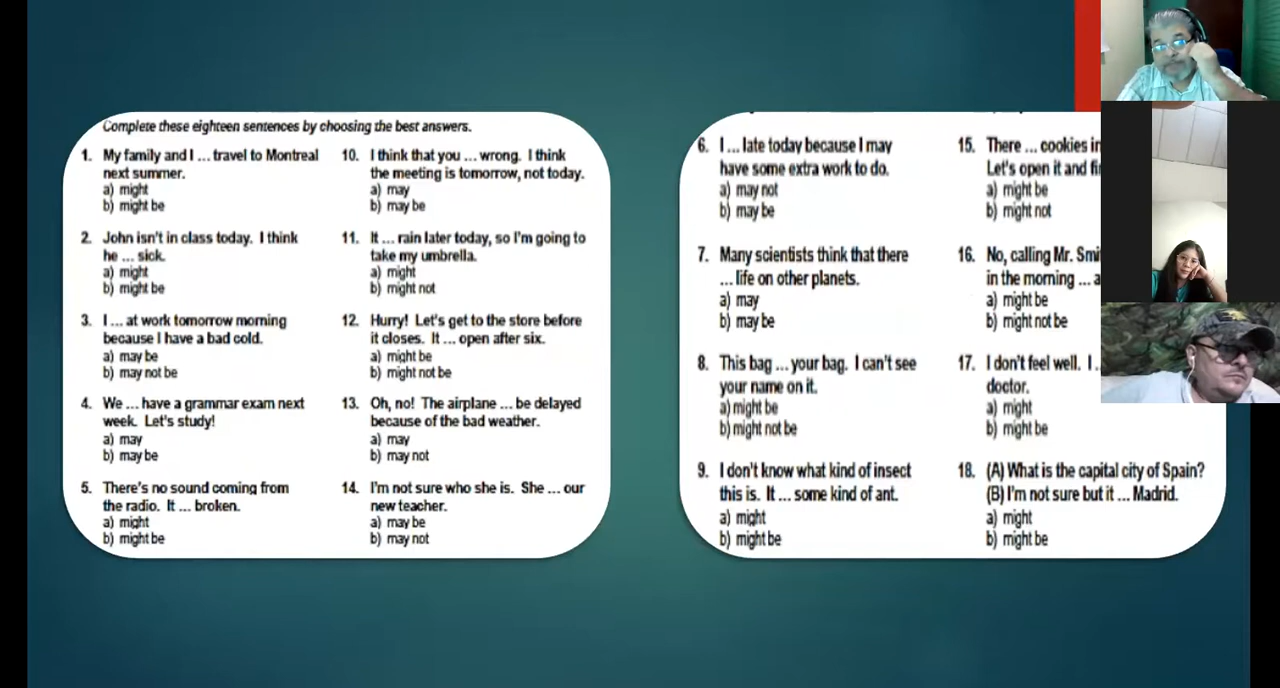 Complete these eighteen sentences by choosing the best answers.
1. My family and I ... travel to Montreal
next summer.
a) might
b) might be
2. John isn't in class today. I think
he ... sick.
a) might
b) might be
3. I ... at work tomorrow morning
because I have a bad cold.
a) may be
b) may not be
4. We ... have a grammar exam next
week. Let's study!
a) may
b) may be
5. There's no sound coming from
the radio. It ... broken.
a) might
b) might be
10. I think that you ... wrong. I think
the meeting is tomorrow, not today.
a) may
b) may be
11. It ... rain later today, so I'm going to
take my umbrella.
a) might
b) might not
12. Hurry! Let's get to the store before
it closes. It ... open after six.
a) might be
b) might not be
13. Oh, no! The airplane ... be delayed
because of the bad weather.
a) may
b) may not
14. I'm not sure who she is. She ... our
new teacher.
a) may be
b) may not
6. I ... late today because I may
have some extra work to do.
a) may not
b) may be
7. Many scientists think that there
... life on other planets.
a) may
b) may be
8. This bag ... your bag. I can't see
your name on it.
a) might be
b) might not be
9. I don't know what kind of insect
this is. It ... some kind of ant.
a) might
b) might be
15. There ... cookies in
Let's open it and
a) might be
b) might not
16. No, calling Mr.
in the morning ...
a) might be
b) might not be
17. I don't feel well. I
doctor.
a) might
b) might be
18. (A) What is the capital city of Spain?
(B) I'm not sure but it ... Madrid.
a) might
b) might be